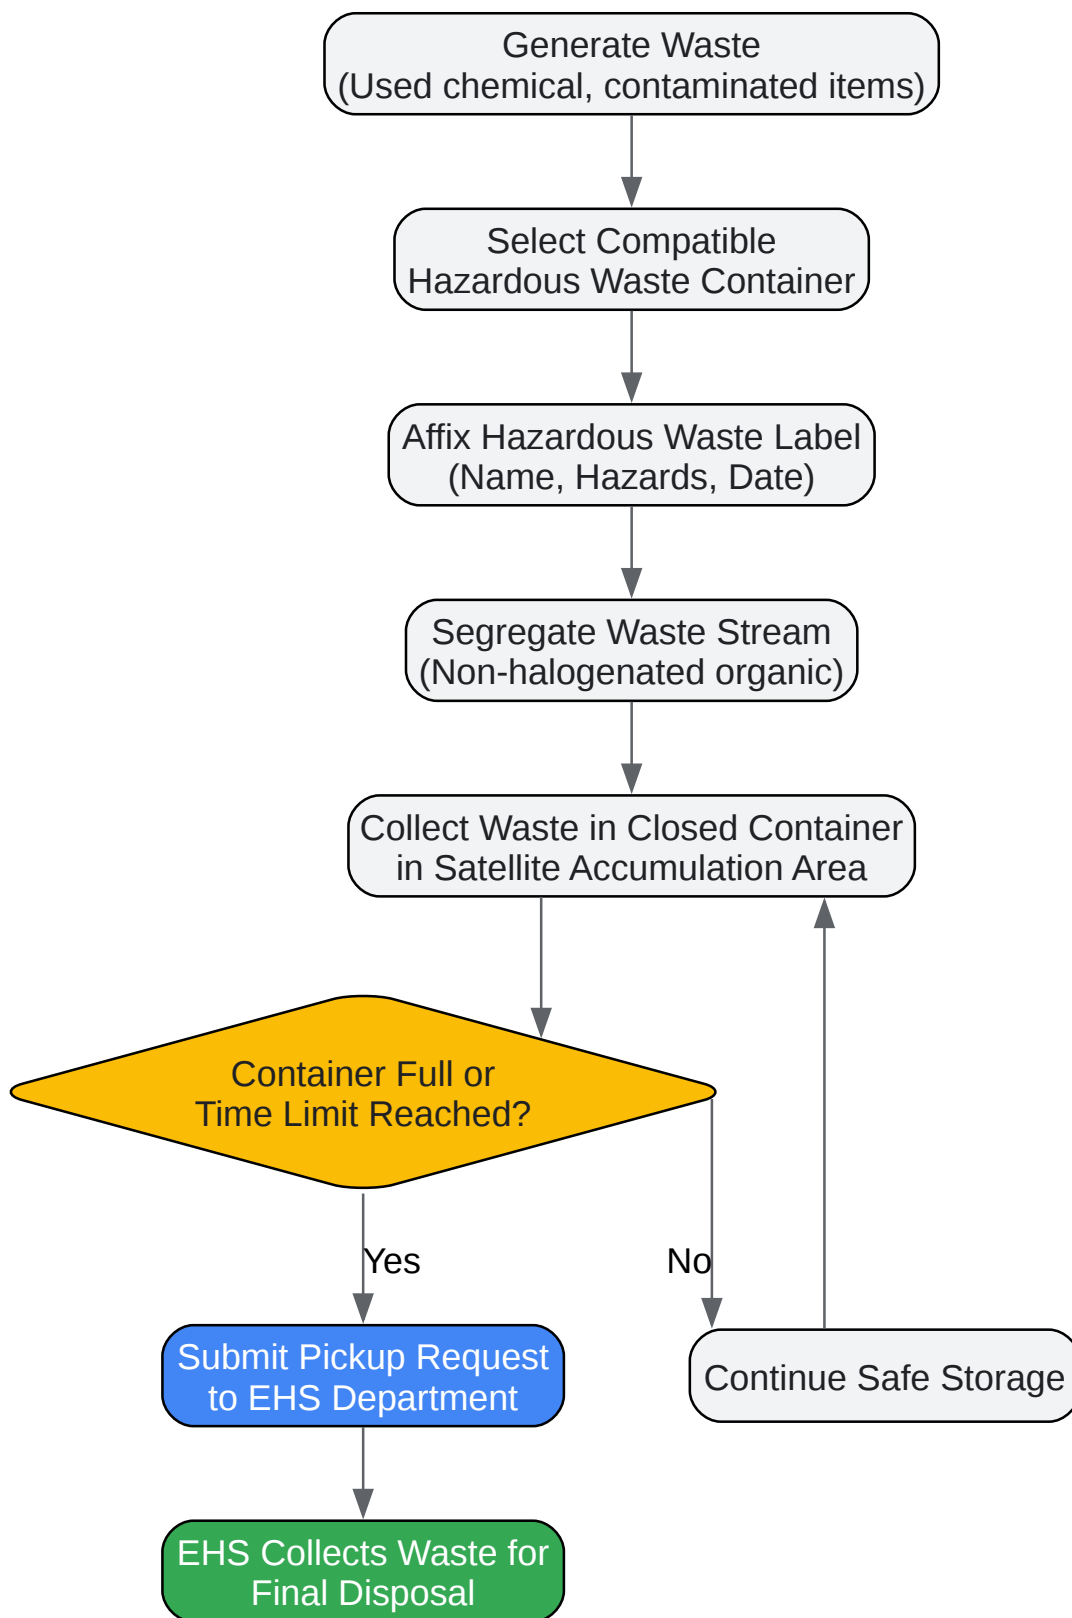 Generate Waste
(Used chemical, contaminated items)
Select Compatible
Hazardous Waste Container
Affix Hazardous Waste Label
(Name, Hazards, Date)
Segregate Waste Stream
(Non-halogenated organic)
Collect Waste in Closed Container
in Satellite Accumulation Area
Container Full or
Time Limit Reached?
Yes
No
Submit Pickup Request
to EHS Department
Continue Safe Storage
EHS Collects Waste for
Final Disposal